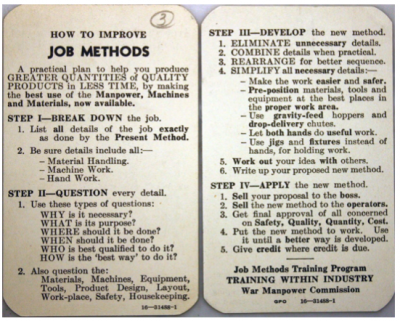 3
HOW TO IMPROVE
JOB METHODS
A practical plan to help you produce
GREATER QUANTITIES of QUALITY
PRODUCTS in LESS TIME, by making
the best use of the Manpower, Machines
and Materials, now available.
STEP I—BREAK DOWN the job.
1. List all details of the job exactly
as done by the Present Method.
2. Be sure details include all:—
– Material Handling.
– Machine Work.
– Hand Work.
STEP II—QUESTION every detail.
1. Use these types of questions:
WHY is it necessary?
WHAT is its purpose?
WHERE should it be done?
WHEN should it be done?
WHO is best qualified to do it?
HOW is the 'best way' to do it?
2. Also question the:
Materials, Machines, Equipment,
Tools, Product Design, Layout,
Work-place, Safety, Housekeeping.
16—31488-1
STEP III—DEVELOP the new method.
1. ELIMINATE unnecessary details.
2. COMBINE details when practical.
3. REARRANGE for better sequence.
4. SIMPLIFY all necessary details:—
– Make the work easier and safer.
– Pre-position materials, tools and
equipment at the best places in
the proper work area.
– Use gravity-feed hoppers and
drop-delivery chutes.
– Let both hands do useful work.
– Use jigs and fixtures instead of
hands, for holding work.
5. Work out your idea with others.
6. Write up your proposed new method.
STEP IV—APPLY the new method.
1. Sell your proposal to the boss.
2. Sell the new method to the operators.
3. Get final approval of all concerned
on Safety, Quality, Quantity, Cost.
4. Put the new method to work. Use
it until a better way is developed.
5. Give credit where credit is due.
Job Methods Training Program
TRAINING WITHIN INDUSTRY
War Manpower Commission
GPO 16—31488-1